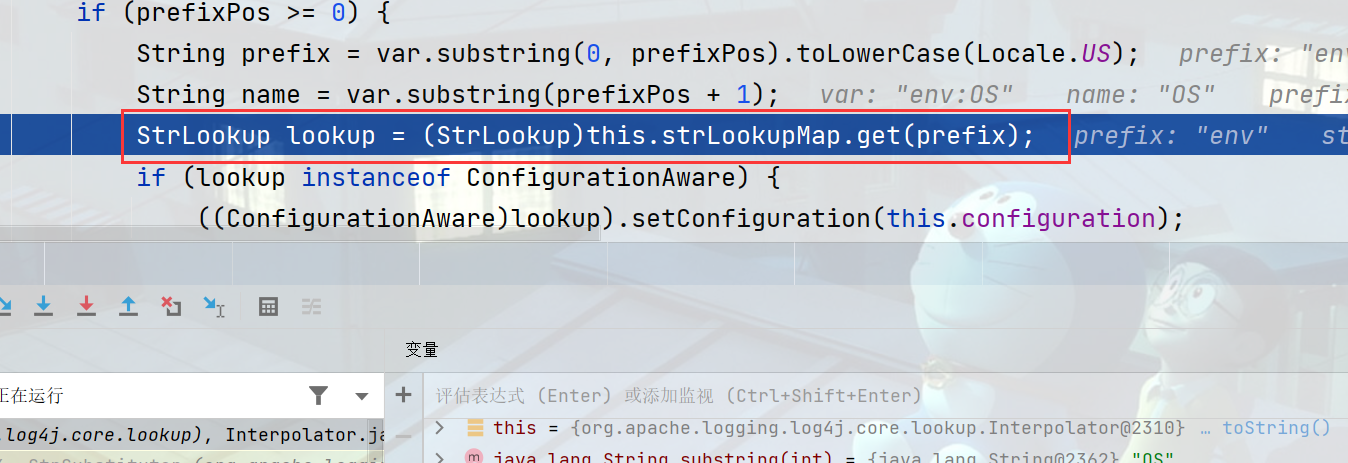 if (prefixPos >= 0) {
String prefix = var.substring(0, prefixPos).toLowerCase(Locale.US); prefix: "env
String name = var.substring(prefixPos + 1); var: "env:OS" name: "OS" prefix
StrLookup lookup = (StrLookup)this.strLookupMap.get(prefix); prefix: "env" st
if (lookup instanceof ConfigurationAware) {
((ConfigurationAware)lookup).setConfiguration(this.configuration);
变量
正在运行
评估表达式 (Enter) 或添加监视 (Ctrl+Shift+Enter)
.log4j.core.lookup), Interpolator.ja
this = {org.apache.logging.log4j.core.lookup.Interpolator@2310} … toString()
StrSubstitutor (org.apache.loggin
java.lang.String.substring(int) = {java.lang.String@2362} "OS"